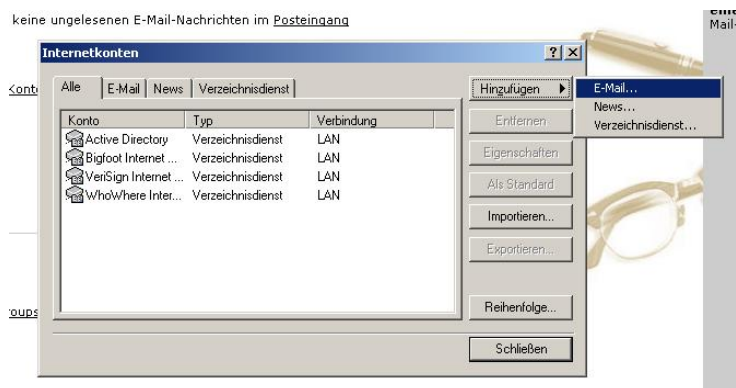 keine ungelesenen E-Mail-Nachrichten im Posteingang
Mail-
Internetkonten
Alle E-Mail News Verzeichnisdienst
Hinzufügen
E-Mail...
News...
Verzeichnisdienst...
Konto Typ Verbindung
Active Directory Verzeichnisdienst LAN
Bigfoot Internet ... Verzeichnisdienst LAN
VeriSign Internet ... Verzeichnisdienst LAN
WhoWhere Inter... Verzeichnisdienst LAN
Entfernen
Eigenschaften
Als Standard
Importieren...
Exportieren...
Reihenfolge...
Schließen